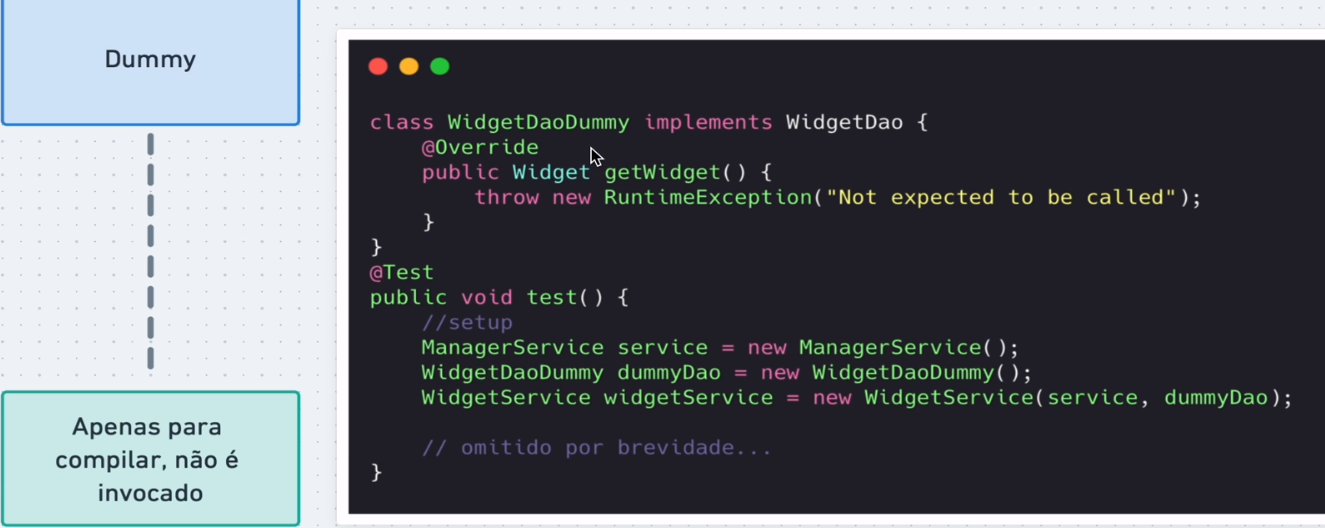 Dummy
Apenas para
compilar, não é
invocado
class WidgetDaoDummy implements WidgetDao {
    @Override
    public Widget getWidget() {
        throw new RuntimeException("Not expected to be called");
    }
}
@Test
public void test() {
    //setup
    ManagerService service = new ManagerService();
    WidgetDaoDummy dummyDao = new WidgetDaoDummy();
    WidgetService widgetService = new WidgetService(service, dummyDao);
    // omitido por brevidade...
}